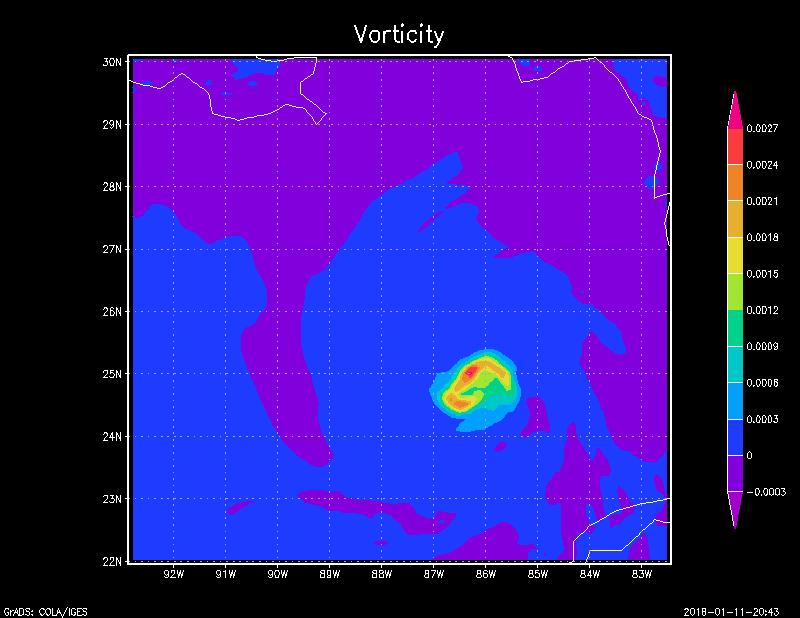 Vorticity
30N
29N
28N
27N
26N
25N
24N
23N
22N
92W 91W 90W 89W 88W 87W 86W 85W 84W 83W
0.0027
0.0024
0.0021
0.0018
0.0015
0.0012
0.0009
0.0006
0.0003
0
-0.0003
GrADS: COLA/IGES
2018-01-11-20:43